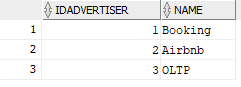 IDADVERTISER NAME
1 1 Booking
2 2 Airbnb
3 3 OLTP